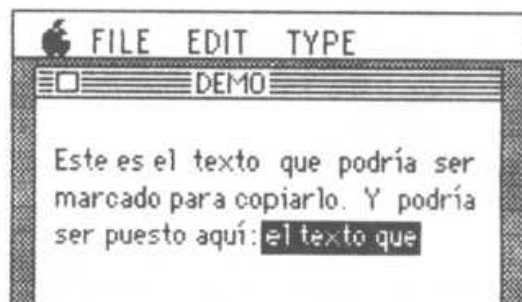 FILE EDIT TYPE
DEMO
Este es el texto que podría ser
marcado para copiarlo. Y podría
ser puesto aquí: el texto que